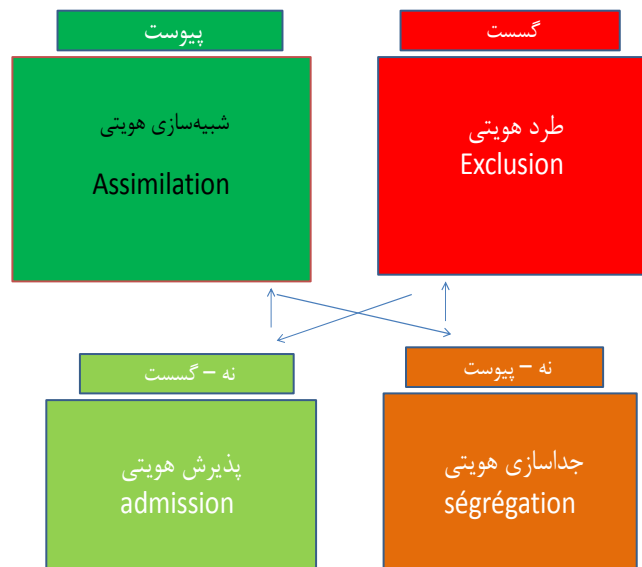 گسست
پیوست
طرد هویتی
Exclusion
شبیه‌سازی هویتی
Assimilation
نه – پیوست
نه – گسست
جداسازی هویتی
ségrégation
پذیرش هویتی
admission